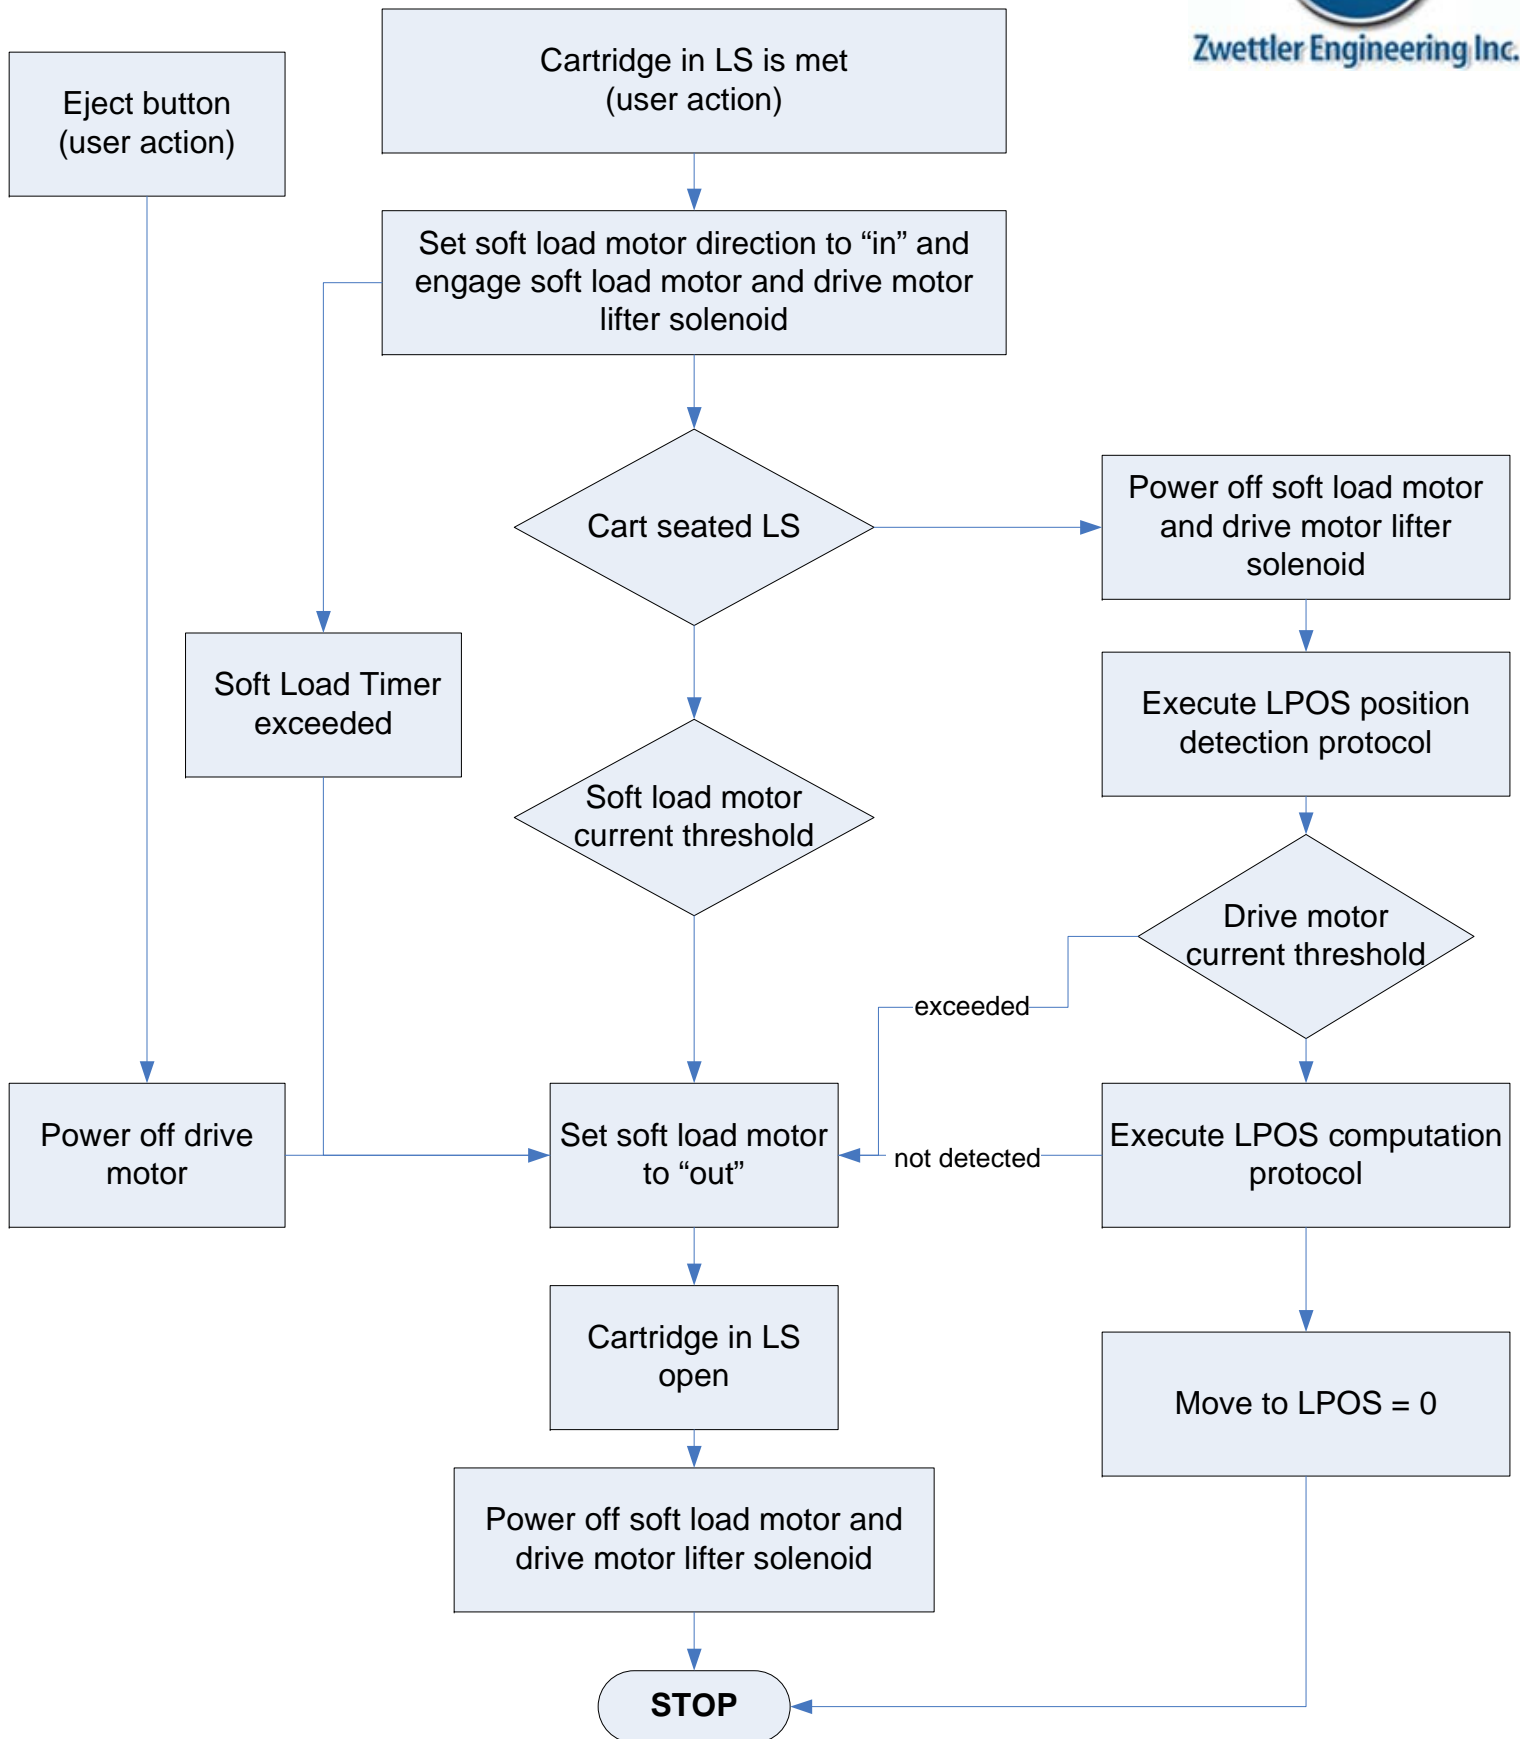 Zwettler Engineering Inc.
Cartridge in LS is met
(user action)
Eject button
(user action)
Set soft load motor direction to “in” and
engage soft load motor and drive motor
lifter solenoid
Cart seated LS
Power off soft load motor
and drive motor lifter
solenoid
Soft Load Timer
exceeded
Execute LPOS position
detection protocol
Soft load motor
current threshold
Drive motor
current threshold
exceeded
Power off drive
motor
Set soft load motor
to “out”
not detected
Execute LPOS computation
protocol
Cartridge in LS
open
Move to LPOS = 0
Power off soft load motor and
drive motor lifter solenoid
STOP